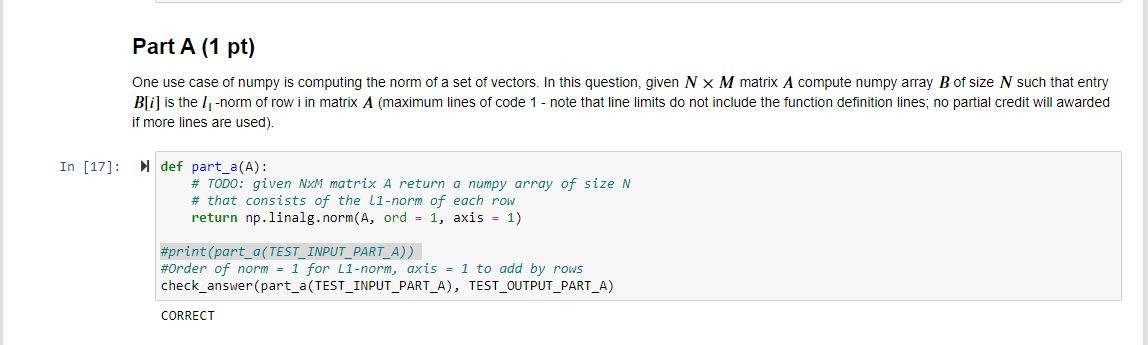 Part A (1 pt)
One use case of numpy is computing the norm of a set of vectors. In this question, given N × M matrix A compute numpy array B of size N such that entry
B[i] is the l₁ -norm of row i in matrix A (maximum lines of code 1 - note that line limits do not include the function definition lines; no partial credit will awarded
if more lines are used).
In [17]: def part_a(A):
# TODO: given NxM matrix A return a numpy array of size N
# that consists of the l1-norm of each row
return np.linalg.norm(A, ord = 1, axis = 1)
#print(part_a(TEST_INPUT_PART_A))
#Order of norm = 1 for L1-norm, axis = 1 to add by rows
check_answer(part_a(TEST_INPUT_PART_A), TEST_OUTPUT_PART_A)
CORRECT